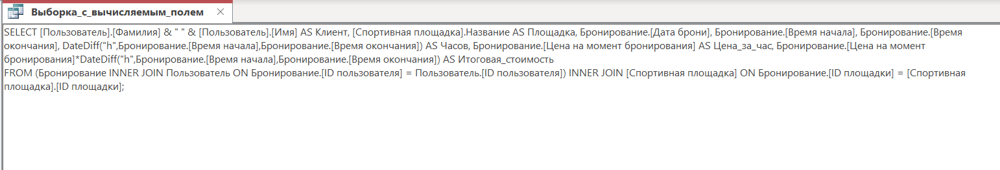 Выборка_с_вычисляемым_полем
SELECT [Пользователь].[Фамилия] & " " & [Пользователь].[Имя] AS Клиент, [Спортивная площадка].Название AS Площадка, Бронирование.[Дата брони], Бронирование.[Время начала], Бронирование.[Время
окончания], DateDiff("h",Бронирование.[Время начала],Бронирование.[Время окончания]) AS Часов, Бронирование.[Цена на момент бронирования] AS Цена_за_час, Бронирование.[Цена на момент
бронирования]*DateDiff("h",Бронирование.[Время начала],Бронирование.[Время окончания]) AS Итоговая_стоимость
FROM (Бронирование INNER JOIN Пользователь ON Бронирование.[ID пользователя] = Пользователь.[ID пользователя]) INNER JOIN [Спортивная площадка] ON Бронирование.[ID площадки] = [Спортивная
площадка].[ID площадки];